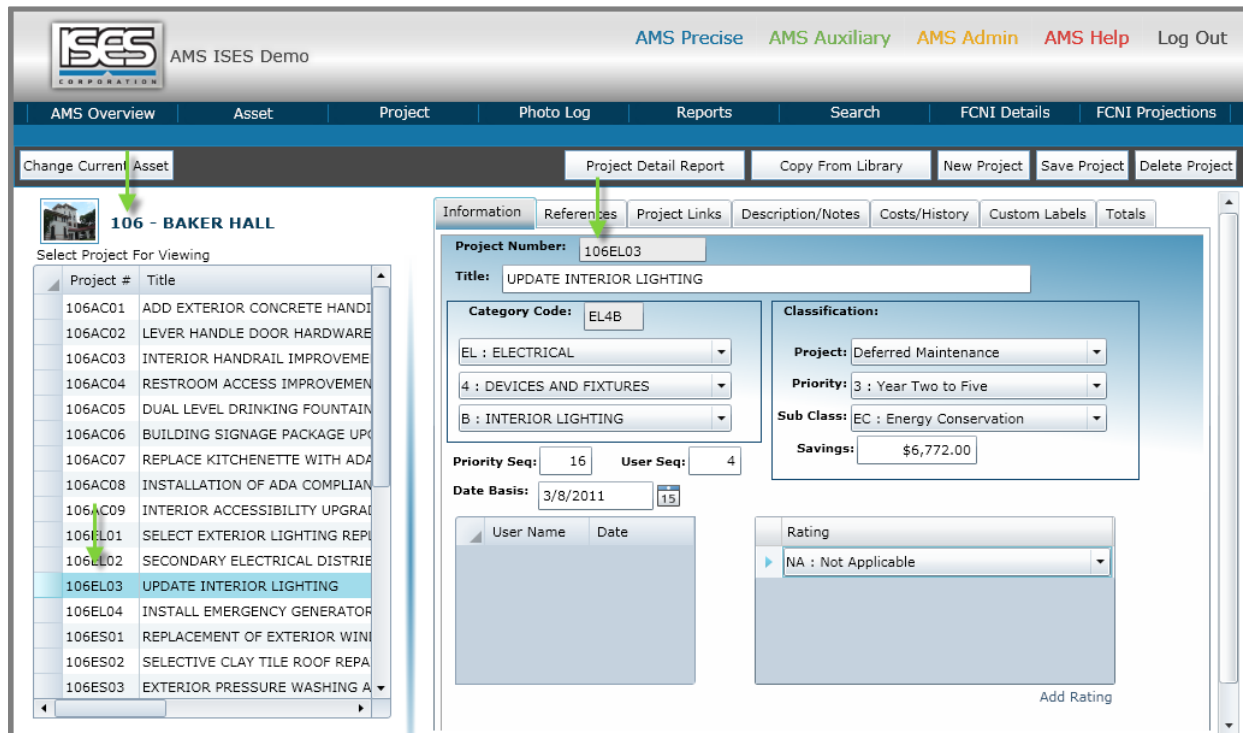 ISES
CORPORATION
AMS ISES Demo
AMS Precise AMS Auxiliary AMS Admin AMS Help Log Out
AMS Overview Asset Project Photo Log Reports Search FCNI Details FCNI Projections
Change Current Asset Project Detail Report Copy From Library New Project Save Project Delete Project
106 - BAKER HALL
Select Project For Viewing
Project # Title
106AC01 ADD EXTERIOR CONCRETE HANDI
106AC02 LEVER HANDLE DOOR HARDWARE
106AC03 INTERIOR HANDRAIL IMPROVEME
106AC04 RESTROOM ACCESS IMPROVEMEN
106AC05 DUAL LEVEL DRINKING FOUNTAIN
106AC06 BUILDING SIGNAGE PACKAGE UPG
106AC07 REPLACE KITCHENETTE WITH ADA
106AC08 INSTALLATION OF ADA COMPLIAN
106AC09 INTERIOR ACCESSIBILITY UPGRAD
106EL01 SELECT EXTERIOR LIGHTING REPL
106EL02 SECONDARY ELECTRICAL DISTRIB
106EL03 UPDATE INTERIOR LIGHTING
106EL04 INSTALL EMERGENCY GENERATOR
106ES01 REPLACEMENT OF EXTERIOR WIN
106ES02 SELECTIVE CLAY TILE ROOF REPA
106ES03 EXTERIOR PRESSURE WASHING A
Information References Project Links Description/Notes Costs/History Custom Labels Totals
Project Number: 106EL03
Title: UPDATE INTERIOR LIGHTING
Category Code: EL4B
EL : ELECTRICAL
4 : DEVICES AND FIXTURES
B : INTERIOR LIGHTING
Classification:
Project: Deferred Maintenance
Priority: 3 : Year Two to Five
Sub Class: EC : Energy Conservation
Savings: $6,772.00
Priority Seq: 16 User Seq: 4
Date Basis: 3/8/2011 15
User Name Date
Rating
NA : Not Applicable
Add Rating